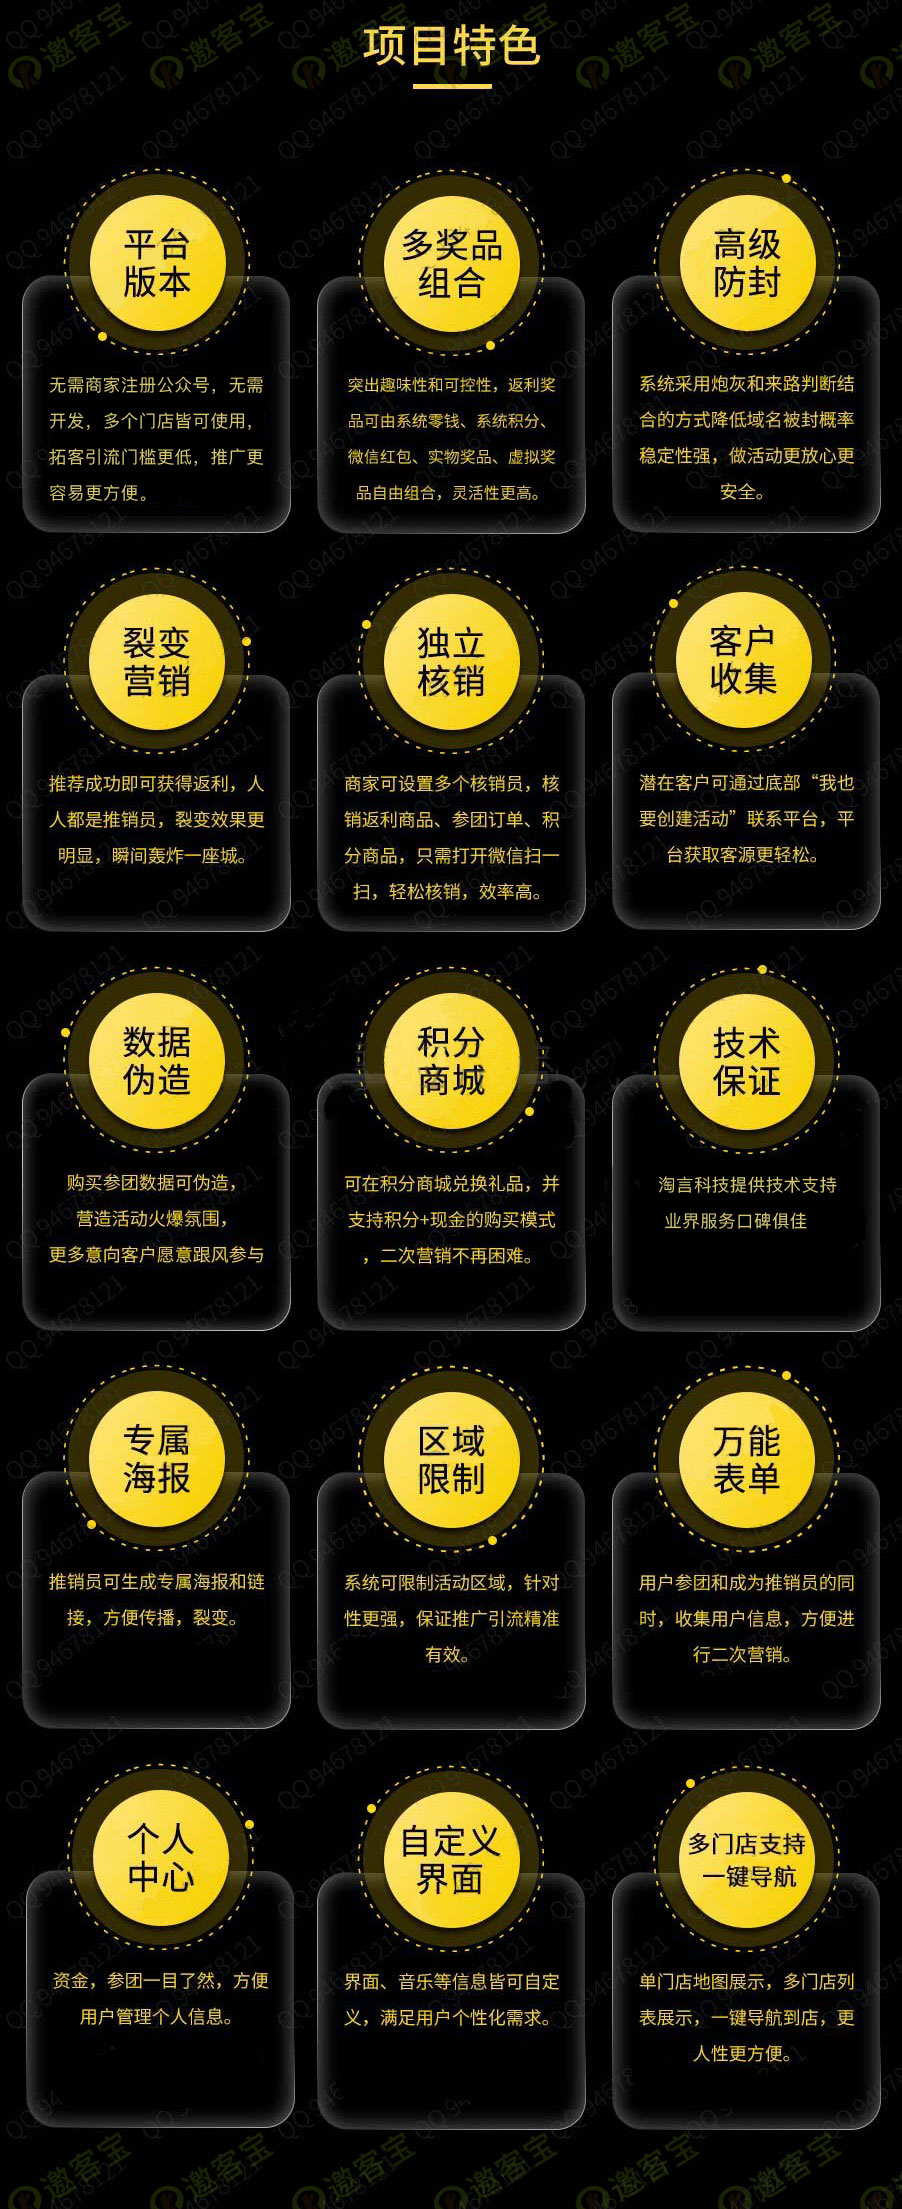 项目特色
平台
版本
无需商家注册公众号，无需
开发，多个门店皆可使用，
拓客引流门槛更低，推广更
容易更方便。
多奖品
组合
突出趣味性和可控性，返利奖
品可由系统零钱、系统积分、
微信红包、实物奖品、虚拟奖
品自由组合，灵活性更高。
高级
防封
系统采用炮灰和来路判断结
合的方式降低域名被封概率
稳定性强，做活动更放心更
安全。
裂变
营销
推荐成功即可获得返利，人
人都是推销员，裂变效果更
明显，瞬间轰炸一座城。
独立
核销
商家可设置多个核销员，核
销返利商品、参团订单、积
分商品，只需打开微信扫一
扫，轻松核销，效率高。
客户
收集
潜在客户可通过底部“我也
要创建活动”联系平台，平
台获取客源更轻松。
数据
伪造
购买参团数据可伪造，
营造活动火爆氛围，
更多意向客户愿意跟风参与
积分
商城
可在积分商城兑换礼品，并
支持积分+现金的购买模式
，二次营销不再困难。
技术
保证
淘言科技提供技术支持
业界服务口碑俱佳
专属
海报
推销员可生成专属海报和链
接，方便传播，裂变。
区域
限制
系统可限制活动区域，针对
性更强，保证推广引流精准
有效。
万能
表单
用户参团和成为推销员的同
时，收集用户信息，方便进
行二次营销。
个人
中心
资金，参团一目了然，方便
用户管理个人信息。
自定义
界面
界面、音乐等信息皆可自定
义，满足用户个性化需求。
多门店支持
一键导航
单门店地图展示，多门店列
表展示，一键导航到店，更
人性更方便。
邀客宝
QQ94678121